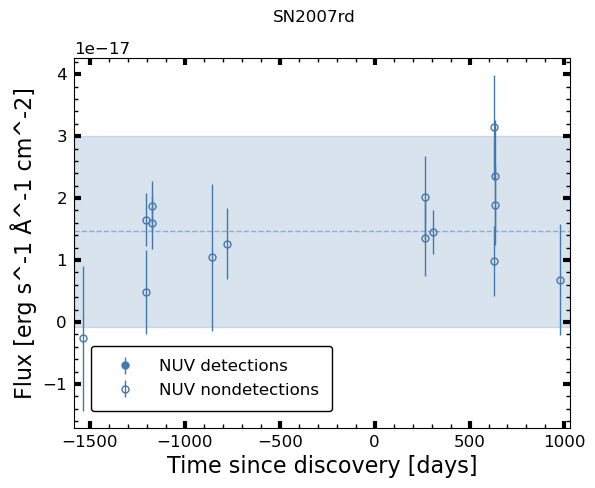 SN2007rd
1e−17
4
3
2
1
0
−1
Flux [erg s^-1 Å^-1 cm^-2]
NUV detections
NUV nondetections
−1500 −1000 −500 0 500 1000
Time since discovery [days]